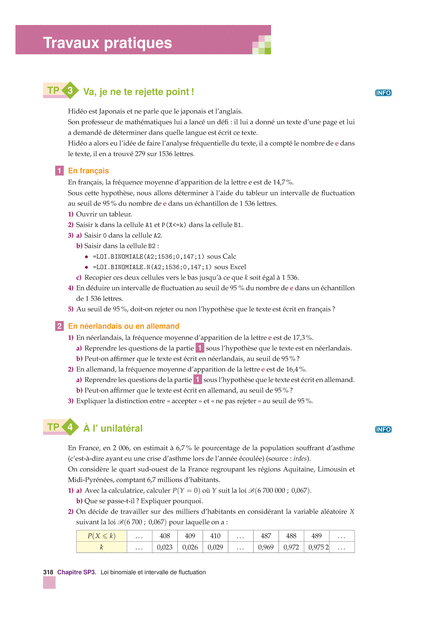 Travaux pratiques
TP 3 Va, je ne te rejette point ! INFO
Hidéo est Japonais et ne parle que le japonais et l'anglais.
Son professeur de mathématiques lui a lancé un défi : il lui a donné un texte d'une page et lui
a demandé de déterminer dans quelle langue est écrit ce texte.
Hidéo a alors eu l'idée de faire l'analyse fréquentielle du texte, il a compté le nombre de e dans
le texte, il en a trouvé 279 sur 1536 lettres.
1 En français
En français, la fréquence moyenne d'apparition de la lettre e est de 14,7 %.
Sous cette hypothèse, nous allons déterminer à l'aide du tableur un intervalle de fluctuation
au seuil de 95 % du nombre de e dans un échantillon de 1 536 lettres.
1) Ouvrir un tableur.
2) Saisir k dans la cellule A1 et P(X<=k) dans la cellule B1.
3) a) Saisir 0 dans la cellule A2.
b) Saisir dans la cellule B2 :
• =LOI.BINOMIALE(A2;1536;0,147;1) sous Calc
• =LOI.BINOMIALE.N(A2;1536;0,147;1) sous Excel
c) Recopier ces deux cellules vers le bas jusqu'à ce que k soit égal à 1 536.
4) En déduire un intervalle de fluctuation au seuil de 95 % du nombre de e dans un échantillon
de 1 536 lettres.
5) Au seuil de 95 %, doit-on rejeter ou non l'hypothèse que le texte est écrit en français ?
2 En néerlandais ou en allemand
1) En néerlandais, la fréquence moyenne d'apparition de la lettre e est de 17,3 %.
a) Reprendre les questions de la partie 1 sous l'hypothèse que le texte est en néerlandais.
b) Peut-on affirmer que le texte est écrit en néerlandais, au seuil de 95 % ?
2) En allemand, la fréquence moyenne d'apparition de la lettre e est de 16,4 %.
a) Reprendre les questions de la partie 1 sous l'hypothèse que le texte est écrit en allemand.
b) Peut-on affirmer que le texte est écrit en allemand, au seuil de 95 % ?
3) Expliquer la distinction entre « accepter » et « ne pas rejeter » au seuil de 95 %.
TP 4 À l' unilatéral INFO
En France, en 2 006, on estimait à 6,7 % le pourcentage de la population souffrant d'asthme
(c'est-à-dire ayant eu une crise d'asthme lors de l'année écoulée) (source : irdes).
On considère le quart sud-ouest de la France regroupant les régions Aquitaine, Limousin et
Midi-Pyrénées, comptant 6,7 millions d'habitants.
1) a) Avec la calculatrice, calculer P(Y = 0) où Y suit la loi ℬ(6 700 000 ; 0,067).
b) Que se passe-t-il ? Expliquer pourquoi.
2) On décide de travailler sur des milliers d'habitants en considérant la variable aléatoire X
suivant la loi ℬ(6 700 ; 0,067) pour laquelle on a :
P(X ⩽ k) … 408 409 410 … 487 488 489 …
k … 0,023 0,026 0,029 … 0,969 0,972 0,975 2 …
318 Chapitre SP3. Loi binomiale et intervalle de fluctuation